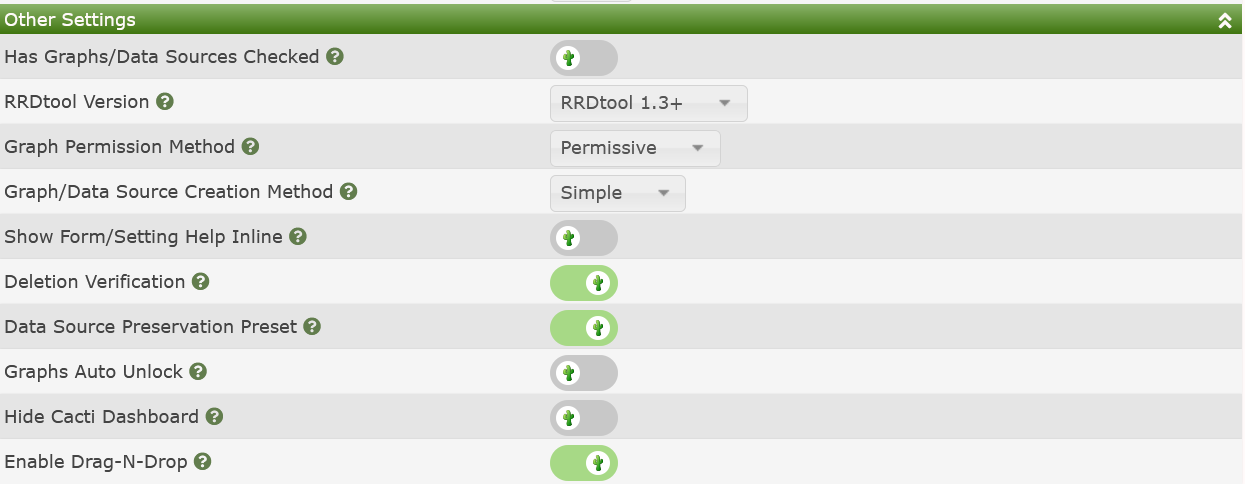 Other Settings
Has Graphs/Data Sources Checked ?
RRDtool Version ? RRDtool 1.3+
Graph Permission Method ? Permissive
Graph/Data Source Creation Method ? Simple
Show Form/Setting Help Inline ?
Deletion Verification ?
Data Source Preservation Preset ?
Graphs Auto Unlock ?
Hide Cacti Dashboard ?
Enable Drag-N-Drop ?